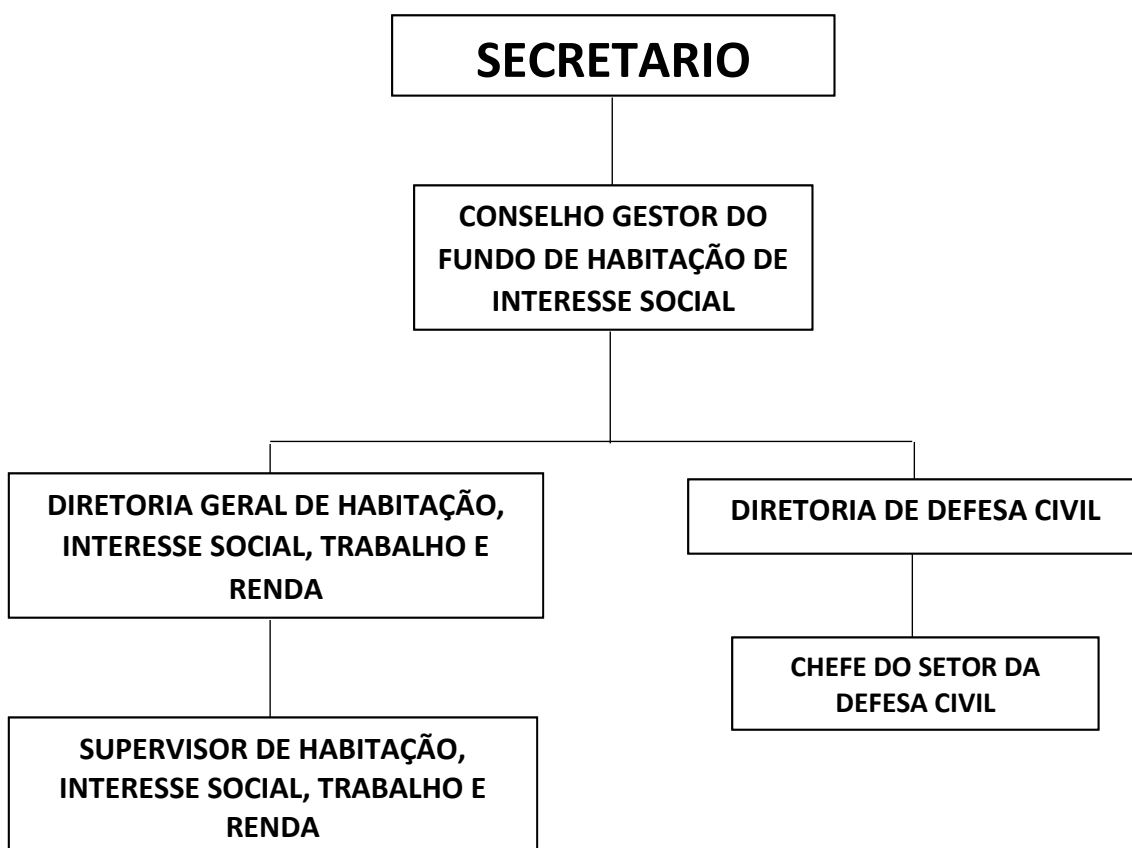 SECRETARIO
CONSELHO GESTOR DO
FUNDO DE HABITAÇÃO DE
INTERESSE SOCIAL
DIRETORIA GERAL DE HABITAÇÃO,
INTERESSE SOCIAL, TRABALHO E
RENDA
DIRETORIA DE DEFESA CIVIL
CHEFE DO SETOR DA
DEFESA CIVIL
SUPERVISOR DE HABITAÇÃO,
INTERESSE SOCIAL, TRABALHO E
RENDA